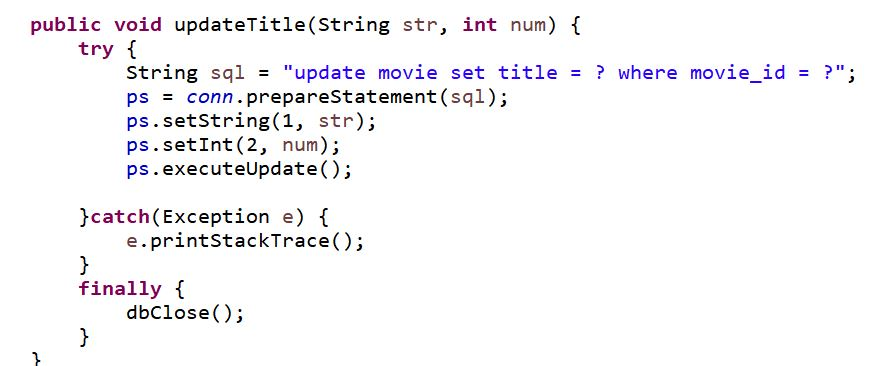 public void updateTitle(String str, int num) {
    try {
        String sql = "update movie set title = ? where movie_id = ?";
        ps = conn.prepareStatement(sql);
        ps.setString(1, str);
        ps.setInt(2, num);
        ps.executeUpdate();

    }catch(Exception e) {
        e.printStackTrace();
    }
    finally {
        dbClose();
    }
}